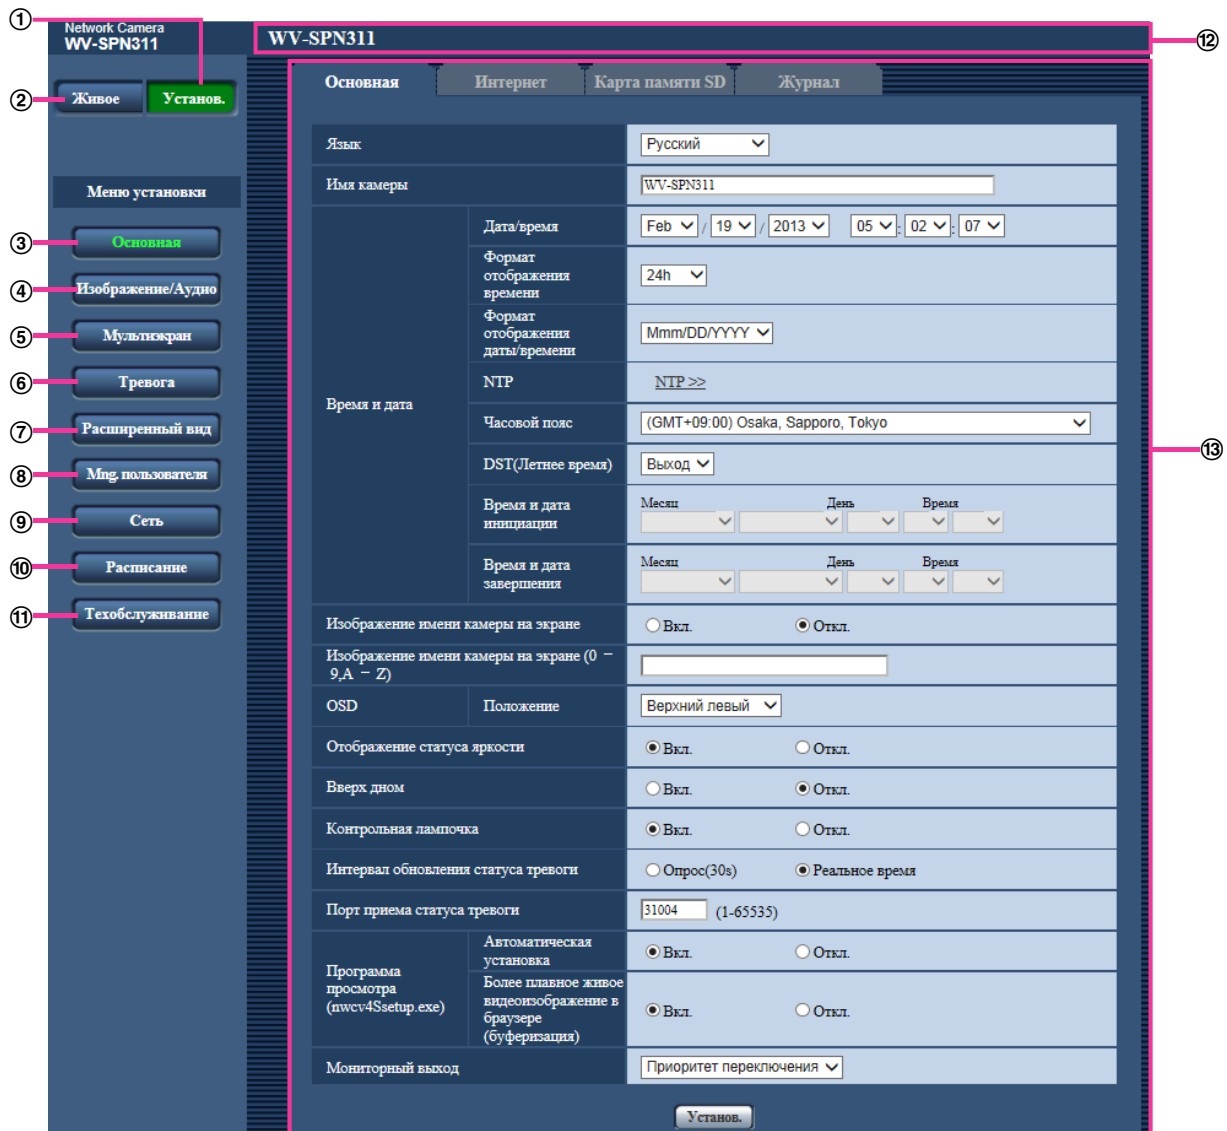 ①
Network Camera
WV-SPN311
WV-SPN311
⑫
② Живое Установ.
Основная Интернет Карта памяти SD Журнал
Язык Русский
Меню установки
Имя камеры WV-SPN311
③ Основная
④ Изображение/Аудио
⑤ Мультиэкран
⑥ Тревога
⑦ Расширенный вид
⑧ Mng. пользователя
⑨ Сеть
⑩ Расписание
⑪ Техобслуживание
⑬
Время и дата
Дата/время Feb / 19 / 2013 05 : 02 : 07
Формат
отображения
времени
24h
Формат
отображения
даты/времени
Mmm/DD/YYYY
NTP NTP >>
Часовой пояс (GMT+09:00) Osaka, Sapporo, Tokyo
DST(Летнее время) Выход
Время и дата
инициации
Месяц День Время
Время и дата
завершения
Месяц День Время
Изображение имени камеры на экране Вкл. Откл.
Изображение имени камеры на экране (0 －
9,A － Z)
OSD Положение Верхний левый
Отображение статуса яркости Вкл. Откл.
Вверх дном Вкл. Откл.
Контрольная лампочка Вкл. Откл.
Интервал обновления статуса тревоги Опрос(30s) Реальное время
Порт приема статуса тревоги 31004 (1-65535)
Программа
просмотра
(nwcv4Ssetup.exe)
Автоматическая
установка
Вкл. Откл.
Более плавное живое
видеоизображение в
браузере
(буферизация)
Вкл. Откл.
Мониторный выход Приоритет переключения
Установ.